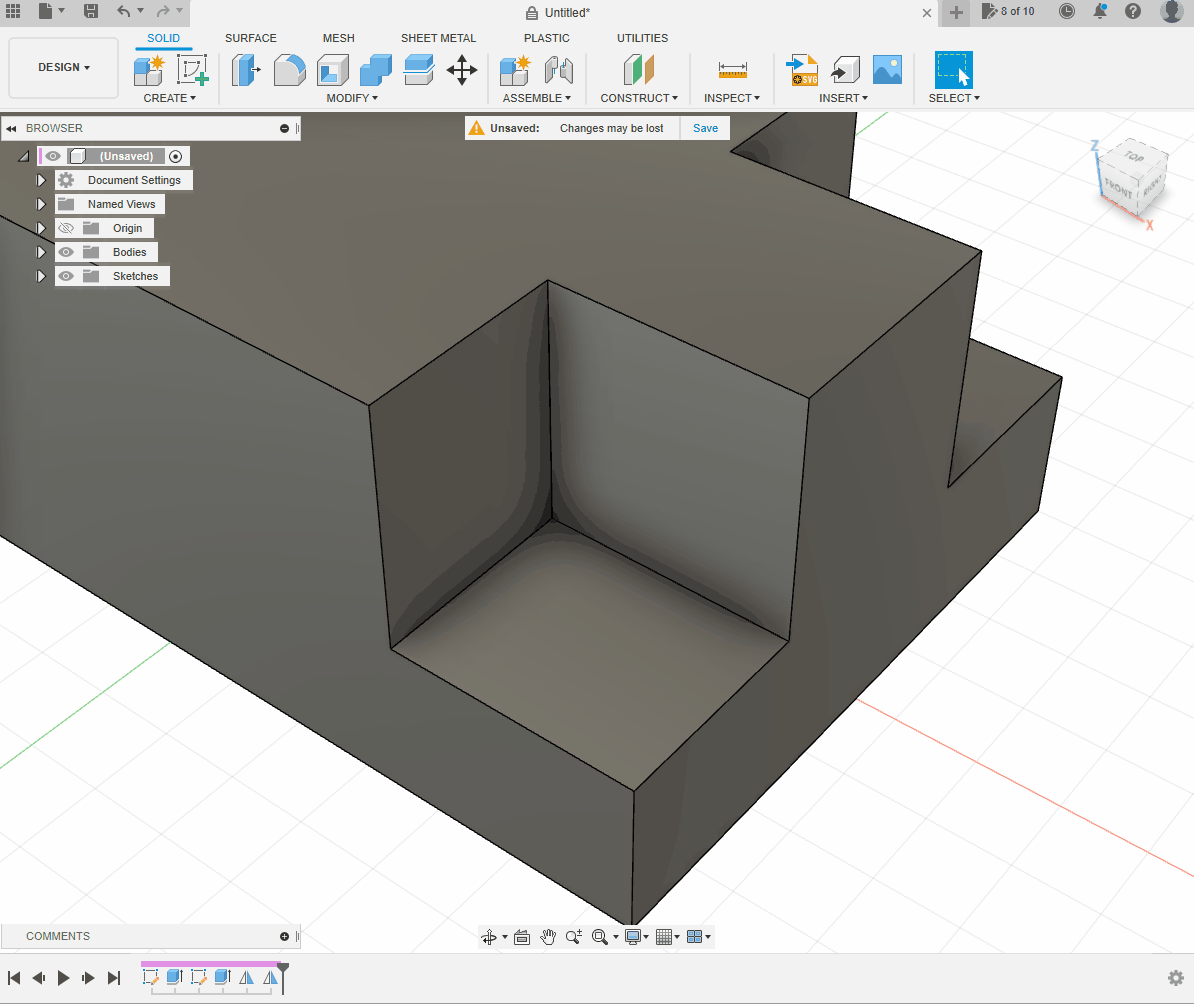 Untitled*
8 of 10
SOLID SURFACE MESH SHEET METAL PLASTIC UTILITIES
DESIGN
SVG
CREATE MODIFY ASSEMBLE CONSTRUCT INSPECT INSERT SELECT
BROWSER
Unsaved: Changes may be lost Save
(Unsaved)
Document Settings
Named Views
Origin
Bodies
Sketches
Z
TOP
FRONT RIGHT
X
COMMENTS